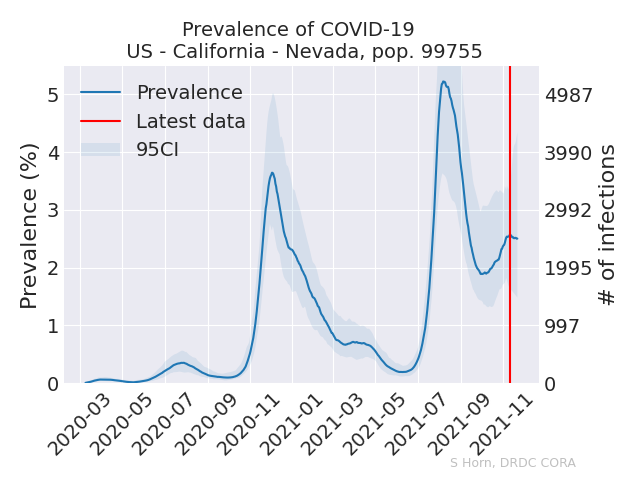 Prevalence of COVID-19
US - California - Nevada, pop. 99755
Prevalence
Latest data
95CI
Prevalence (%)
5
4
3
2
1
0
4987
3990
2992
1995
997
0
# of infections
2020-03
2020-05
2020-07
2020-09
2020-11
2021-01
2021-03
2021-05
2021-07
2021-09
2021-11
S Horn, DRDC CORA